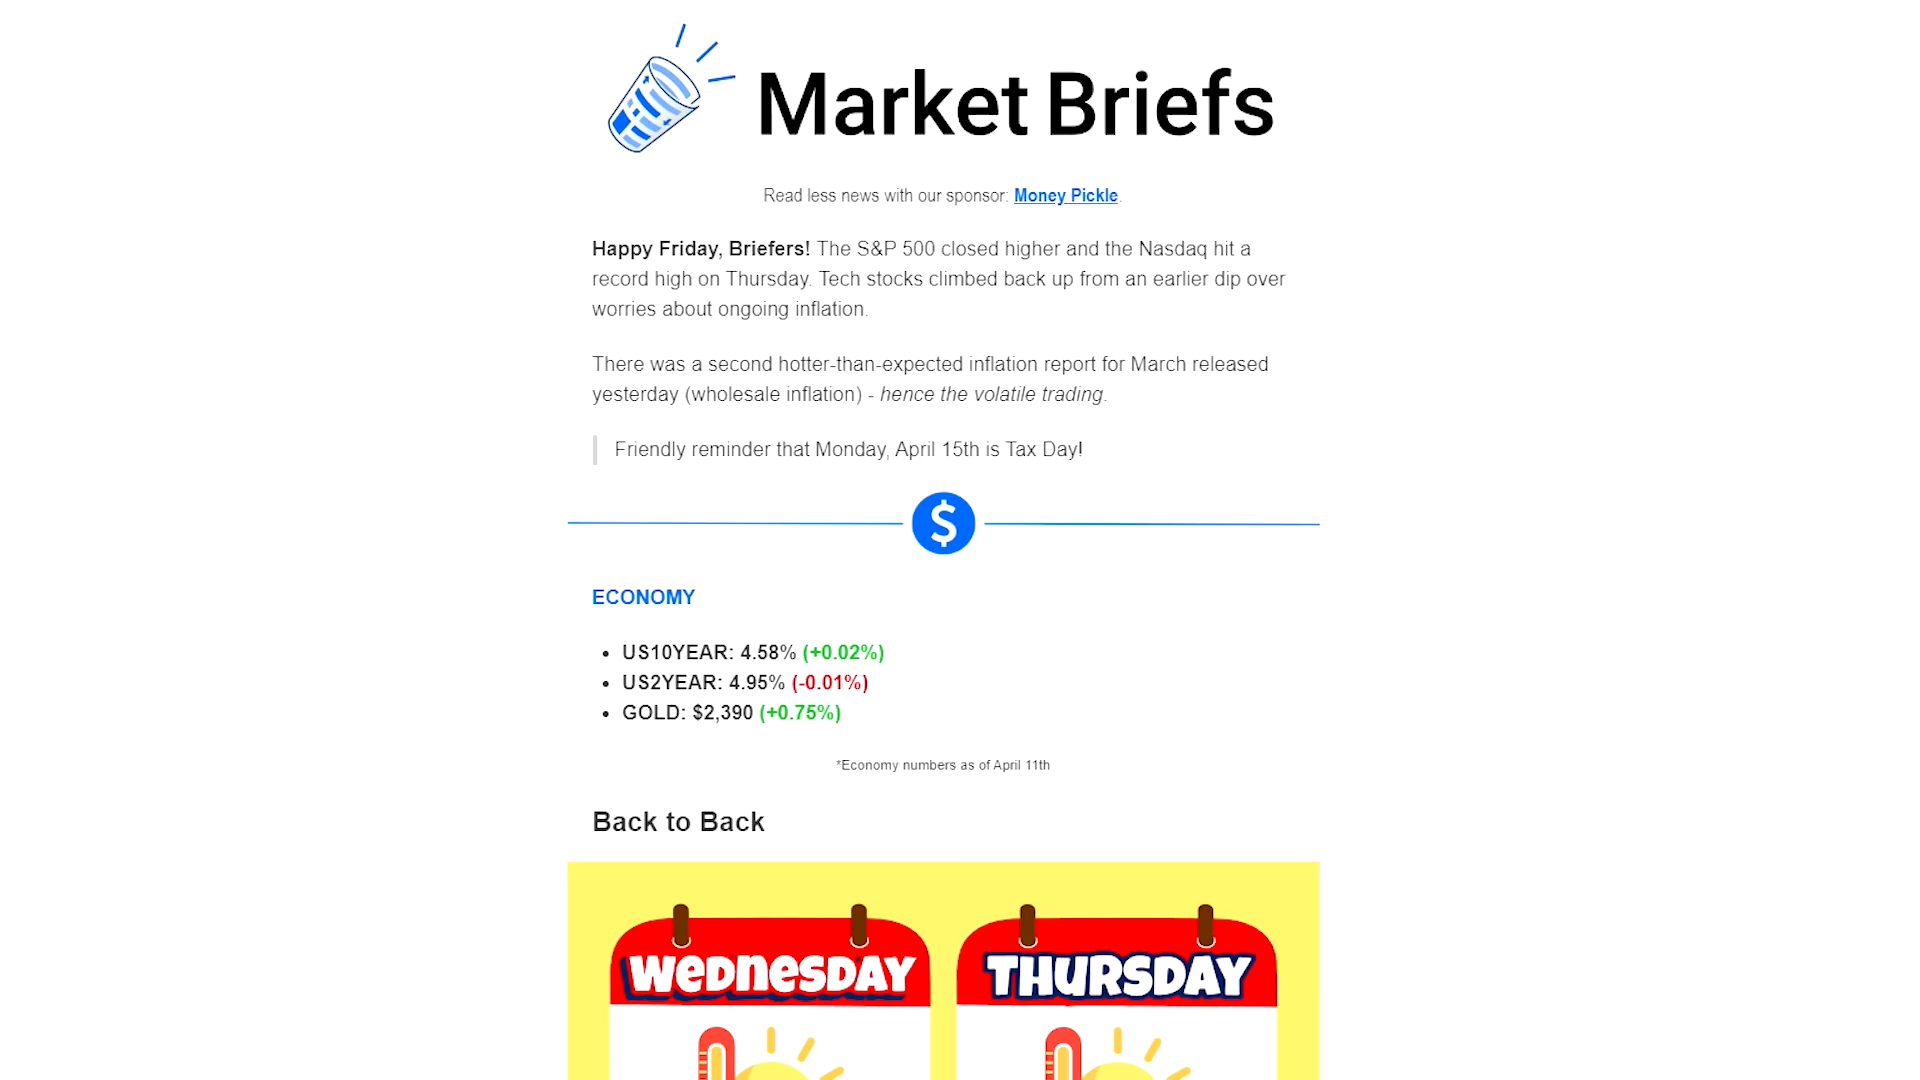 Market Briefs
Read less news with our sponsor: Money Pickle.
Happy Friday, Briefers! The S&P 500 closed higher and the Nasdaq hit a
record high on Thursday. Tech stocks climbed back up from an earlier dip over
worries about ongoing inflation.
There was a second hotter-than-expected inflation report for March released
yesterday (wholesale inflation) - hence the volatile trading.
Friendly reminder that Monday, April 15th is Tax Day!
$
ECONOMY
• US10YEAR: 4.58% (+0.02%)
• US2YEAR: 4.95% (-0.01%)
• GOLD: $2,390 (+0.75%)
*Economy numbers as of April 11th
Back to Back
WEDNESDAY
THURSDAY